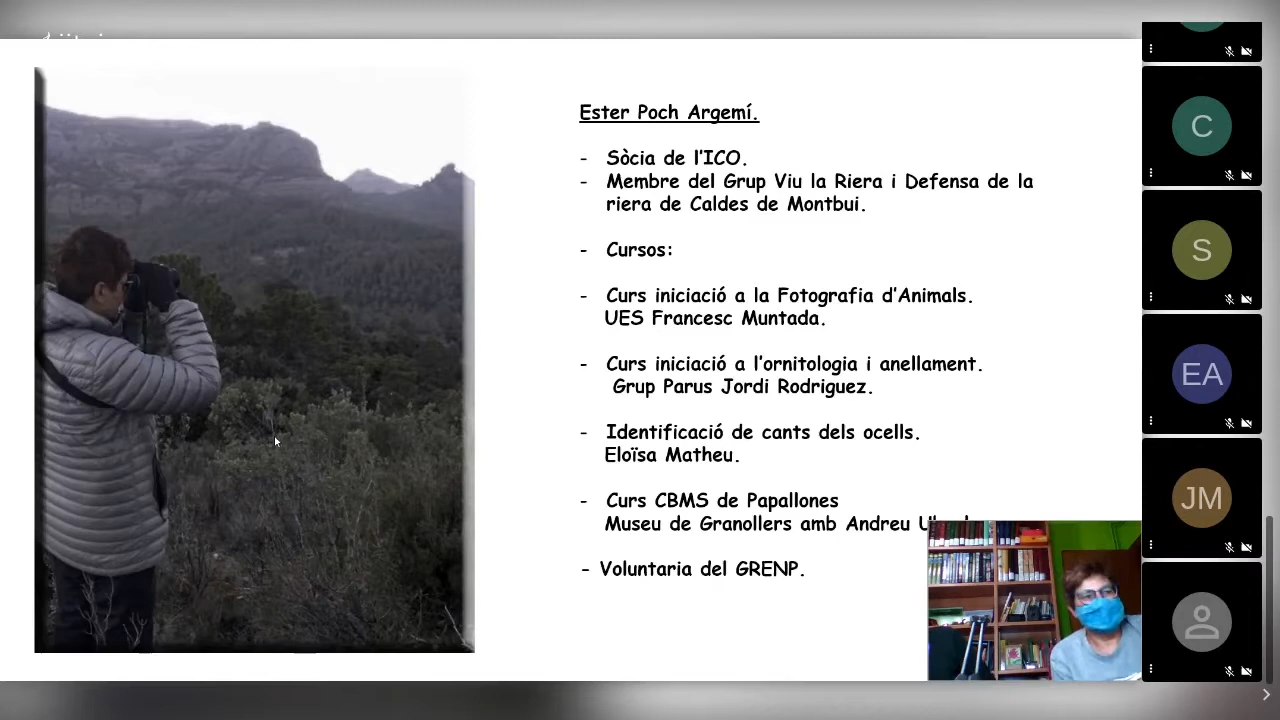 Ester Poch Argemí.
- Sòcia de l'ICO.
- Membre del Grup Viu la Riera i Defensa de la
riera de Caldes de Montbui.
- Cursos:
- Curs iniciació a la Fotografia d'Animals.
UES Francesc Muntada.
- Curs iniciació a l'ornitologia i anellament.
Grup Parus Jordi Rodriguez.
- Identificació de cants dels ocells.
Eloïsa Matheu.
- Curs CBMS de Papallones
Museu de Granollers amb Andreu
- Voluntaria del GRENP.
C
S
EA
JM